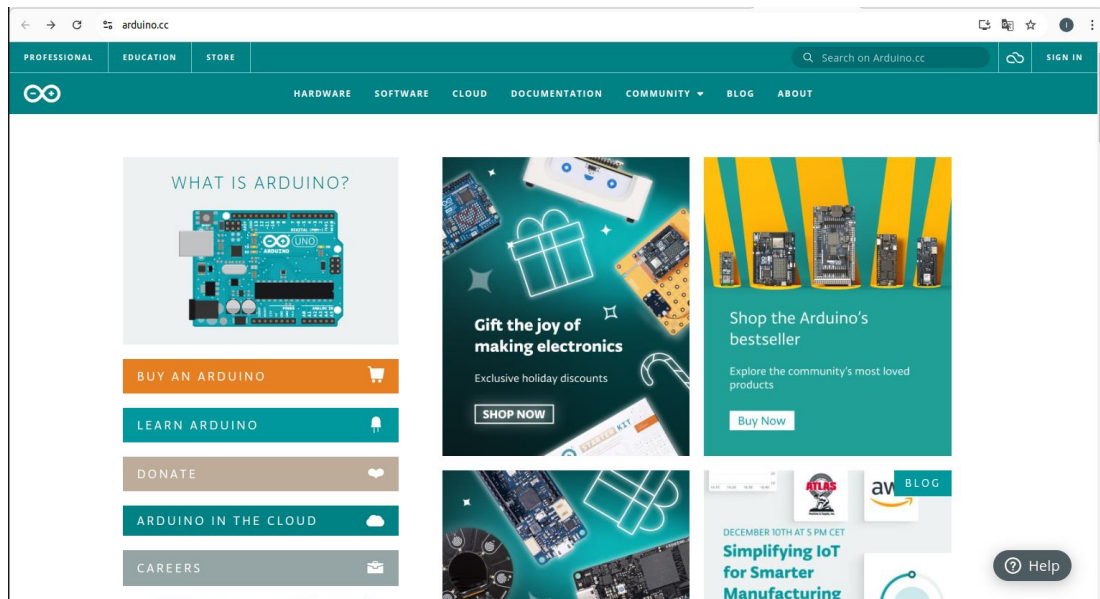 arduino.cc
PROFESSIONAL
EDUCATION
STORE
Search on Arduino.cc
SIGN IN
HARDWARE
SOFTWARE
CLOUD
DOCUMENTATION
COMMUNITY
BLOG
ABOUT
WHAT IS ARDUINO?
UNO
ARDUINO
BUY AN ARDUINO
LEARN ARDUINO
DONATE
ARDUINO IN THE CLOUD
CAREERS
Gift the joy of
making electronics
Exclusive holiday discounts
SHOP NOW
STARTER KIT
Shop the Arduino’s
bestseller
Explore the community’s most loved
products
Buy Now
ATLAS
aw
BLOG
DECEMBER 10TH AT 5 PM CET
Simplifying IoT
for Smarter
Manufacturing
Help